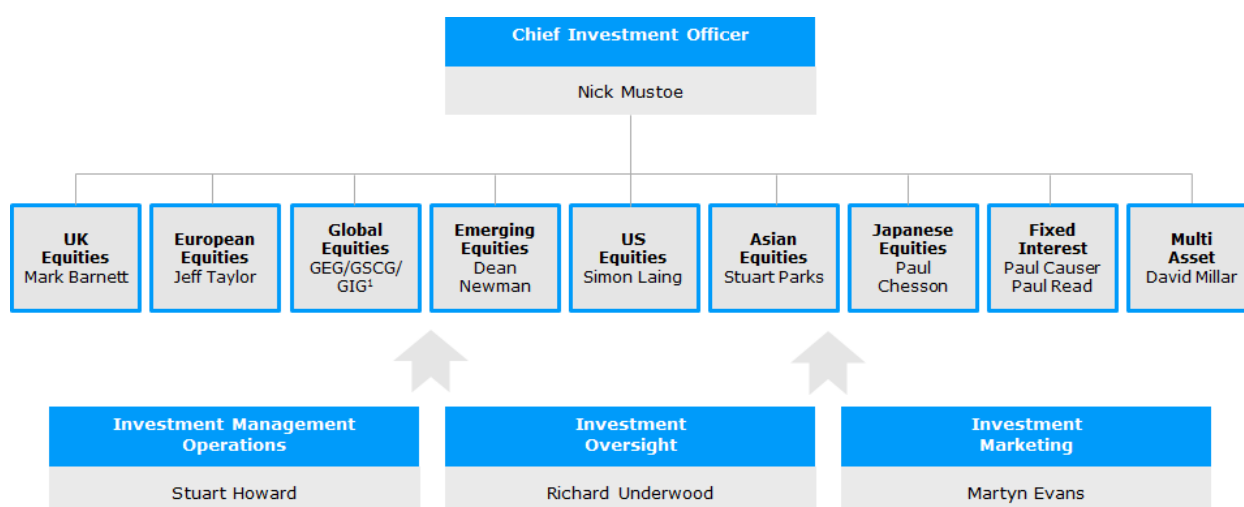 Chief Investment Officer
Nick Mustoe
UK
Equities
Mark Barnett
European
Equities
Jeff Taylor
Global
Equities
GEG/GSCG/
GIG¹
Emerging
Equities
Dean
Newman
US
Equities
Simon Laing
Asian
Equities
Stuart Parks
Japanese
Equities
Paul
Chesson
Fixed
Interest
Paul Causer
Paul Read
Multi
Asset
David Millar
Investment Management
Operations
Stuart Howard
Investment
Oversight
Richard Underwood
Investment
Marketing
Martyn Evans